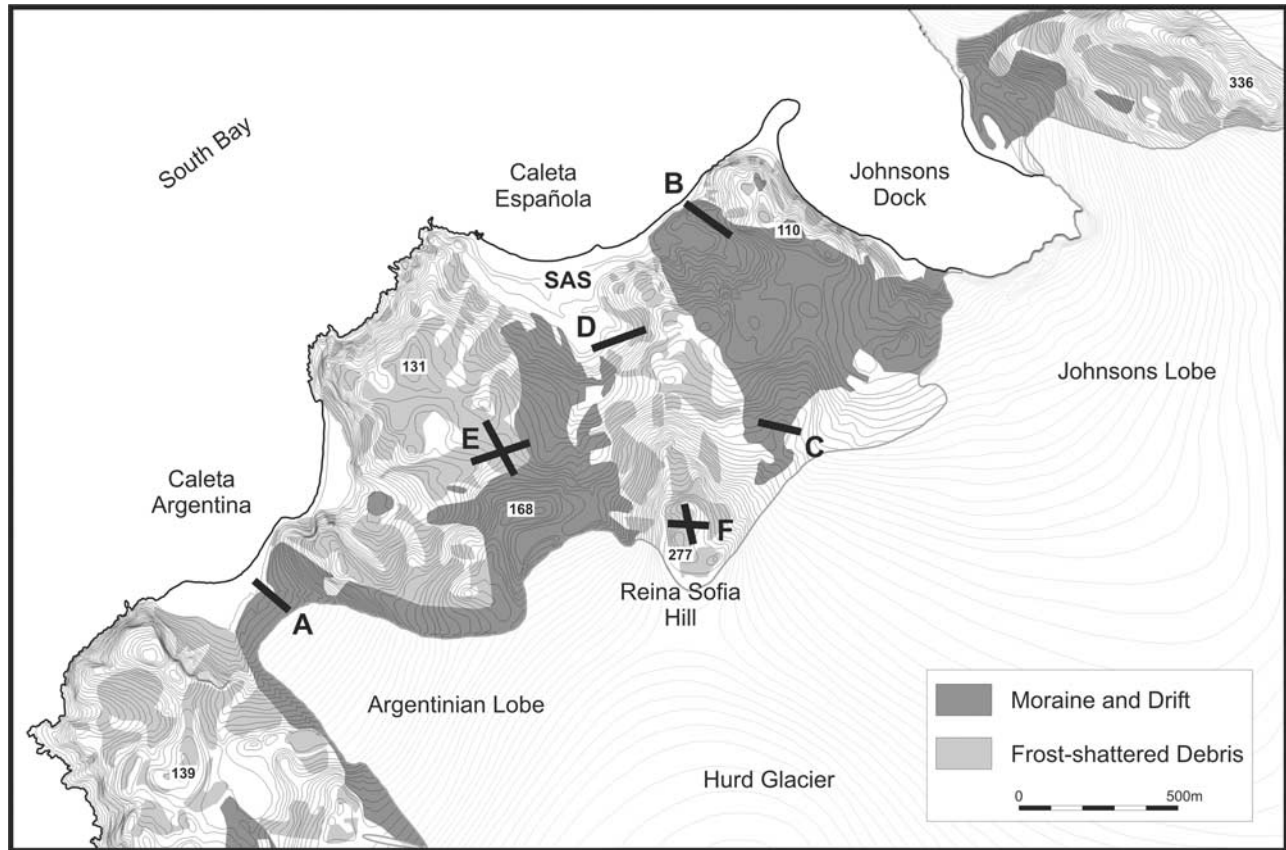 336
South Bay
Caleta
Española
B
Johnsons
Dock
110
SAS
D
131
Johnsons Lobe
E
C
Caleta
Argentina
168
F
277
Reina Sofia
Hill
A
Argentinian Lobe
139
Hurd Glacier
Moraine and Drift
Frost-shattered Debris
0
500m